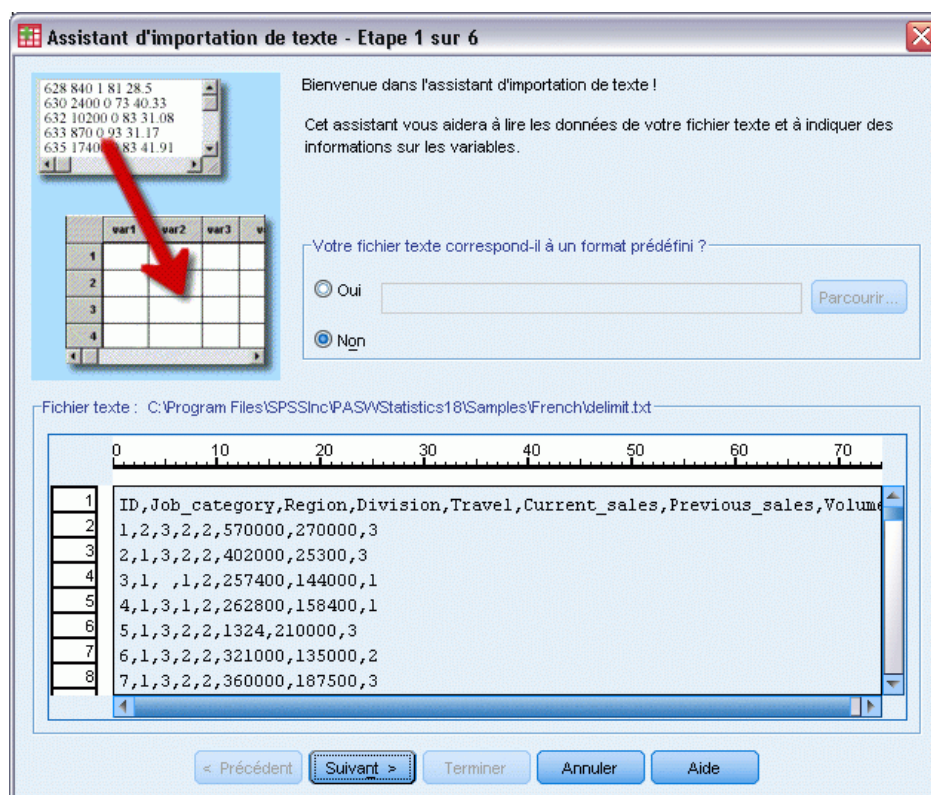 Assistant d'importation de texte - Etape 1 sur 6
628 840 1 81 28.5
630 2400 0 73 40.33
632 10200 0 83 31.08
633 870 0 93 31.17
635 1740 83 41.91
var1 var2 var3 v
1
2
3
4
Bienvenue dans l'assistant d'importation de texte !
Cet assistant vous aidera à lire les données de votre fichier texte et à indiquer des
informations sur les variables.
Votre fichier texte correspond-il à un format prédéfini ?
Oui
Parcourir...
Non
Fichier texte : C:\Program Files\SPSSInc\PASWStatistics18\Samples\French\delimit.txt
0 10 20 30 40 50 60 70
1 ID,Job_category,Region,Division,Travel,Current_sales,Previous_sales,Volume
2 1,2,3,2,2,570000,270000,3
3 2,1,3,2,2,402000,25300,3
4 3,1, ,1,2,257400,144000,1
5 4,1,3,1,2,262800,158400,1
6 5,1,3,2,2,1324,210000,3
7 6,1,3,2,2,321000,135000,2
8 7,1,3,2,2,360000,187500,3
< Précédent Suivant > Terminer Annuler Aide